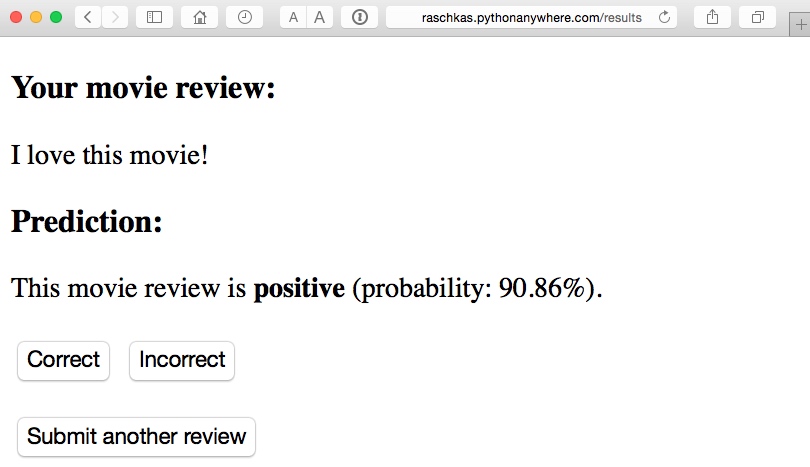 A A raschkas.pythonanywhere.com/results
Your movie review:
I love this movie!
Prediction:
This movie review is positive (probability: 90.86%).
Correct Incorrect
Submit another review